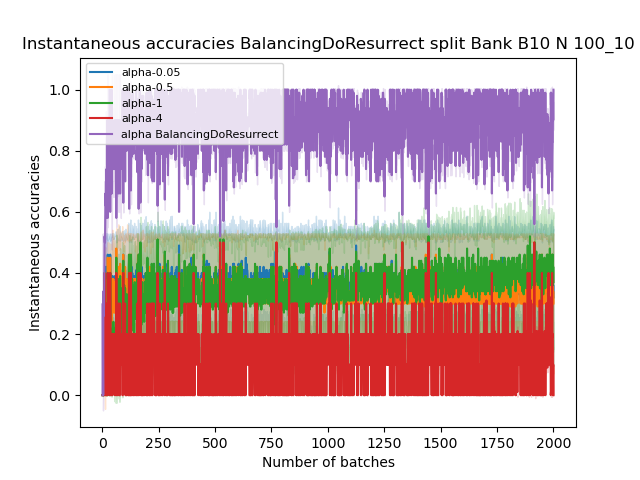 Instantaneous accuracies BalancingDoResurrect split Bank B10 N 100_10
alpha-0.05
alpha-0.5
alpha-1
alpha-4
alpha BalancingDoResurrect
Instantaneous accuracies
1.0
0.8
0.6
0.4
0.2
0.0
0 250 500 750 1000 1250 1500 1750 2000
Number of batches